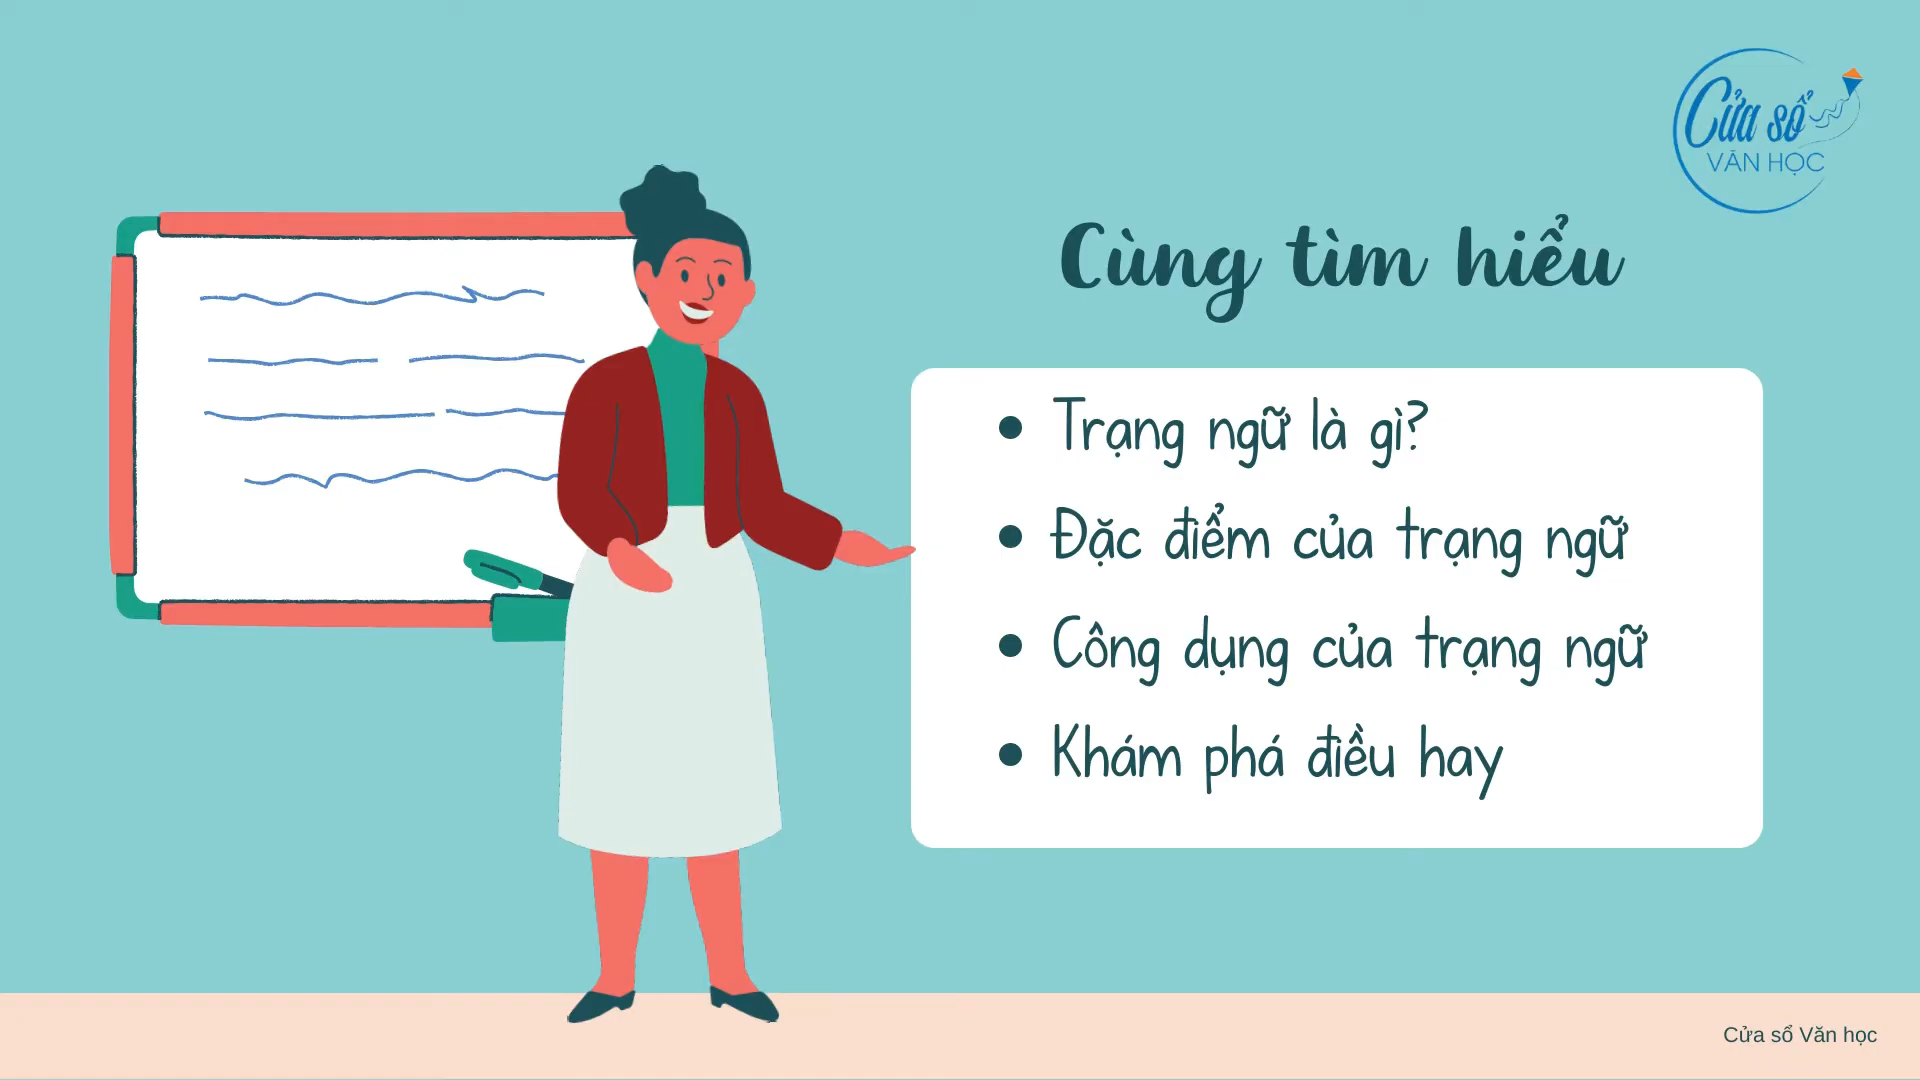 Cửa sổ
VĂN HỌC
Cùng tìm hiểu
Trạng ngữ là gì?
Đặc điểm của trạng ngữ
Công dụng của trạng ngữ
Khám phá điều hay
Cửa sổ Văn học